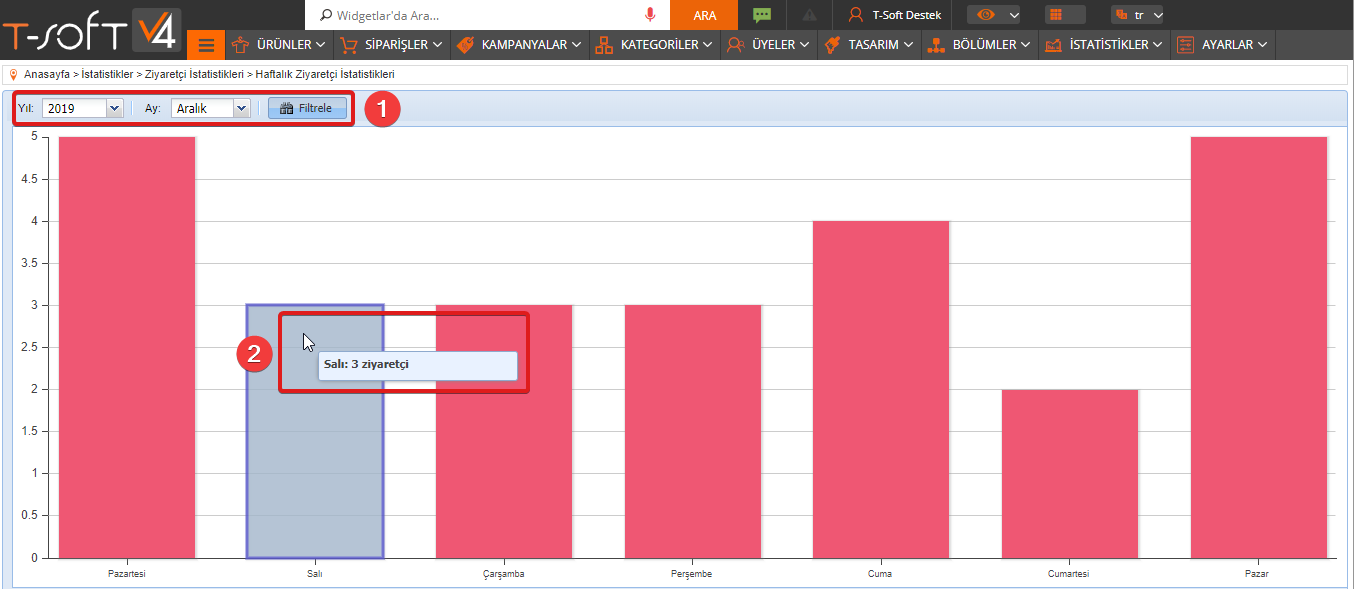 T-SOFT V4
Widgetlar'da Ara...
ARA
T-Soft Destek
tr
ÜRÜNLER
SİPARİŞLER
KAMPANYALAR
KATEGORİLER
ÜYELER
TASARIM
BÖLÜMLER
İSTATİSTİKLER
AYARLAR
Anasayfa > İstatistikler > Ziyaretçi İstatistikleri > Haftalık Ziyaretçi İstatistikleri
Yıl: 2019 Ay: Aralık Filtrele
1
5
4.5
4
3.5
3
2.5
2
1.5
1
0.5
0
2
Salı: 3 ziyaretçi
Pazartesi
Salı
Çarşamba
Perşembe
Cuma
Cumartesi
Pazar